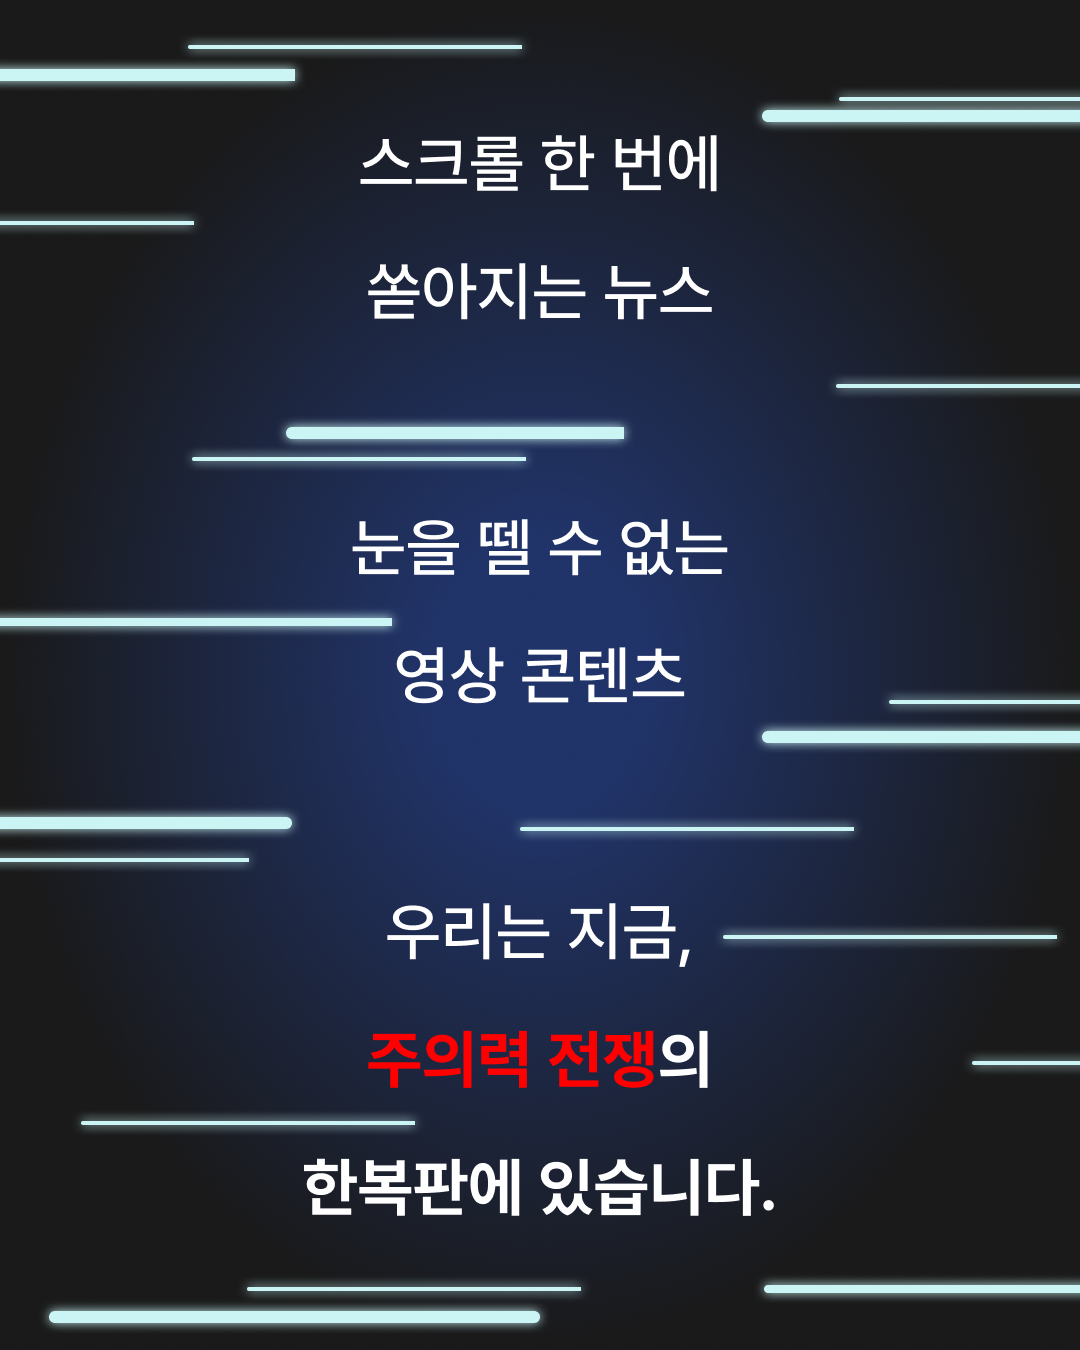 스크롤 한 번에
쏟아지는 뉴스
눈을 뗄 수 없는
영상 콘텐츠
우리는 지금,
주의력 전쟁의
한복판에 있습니다.